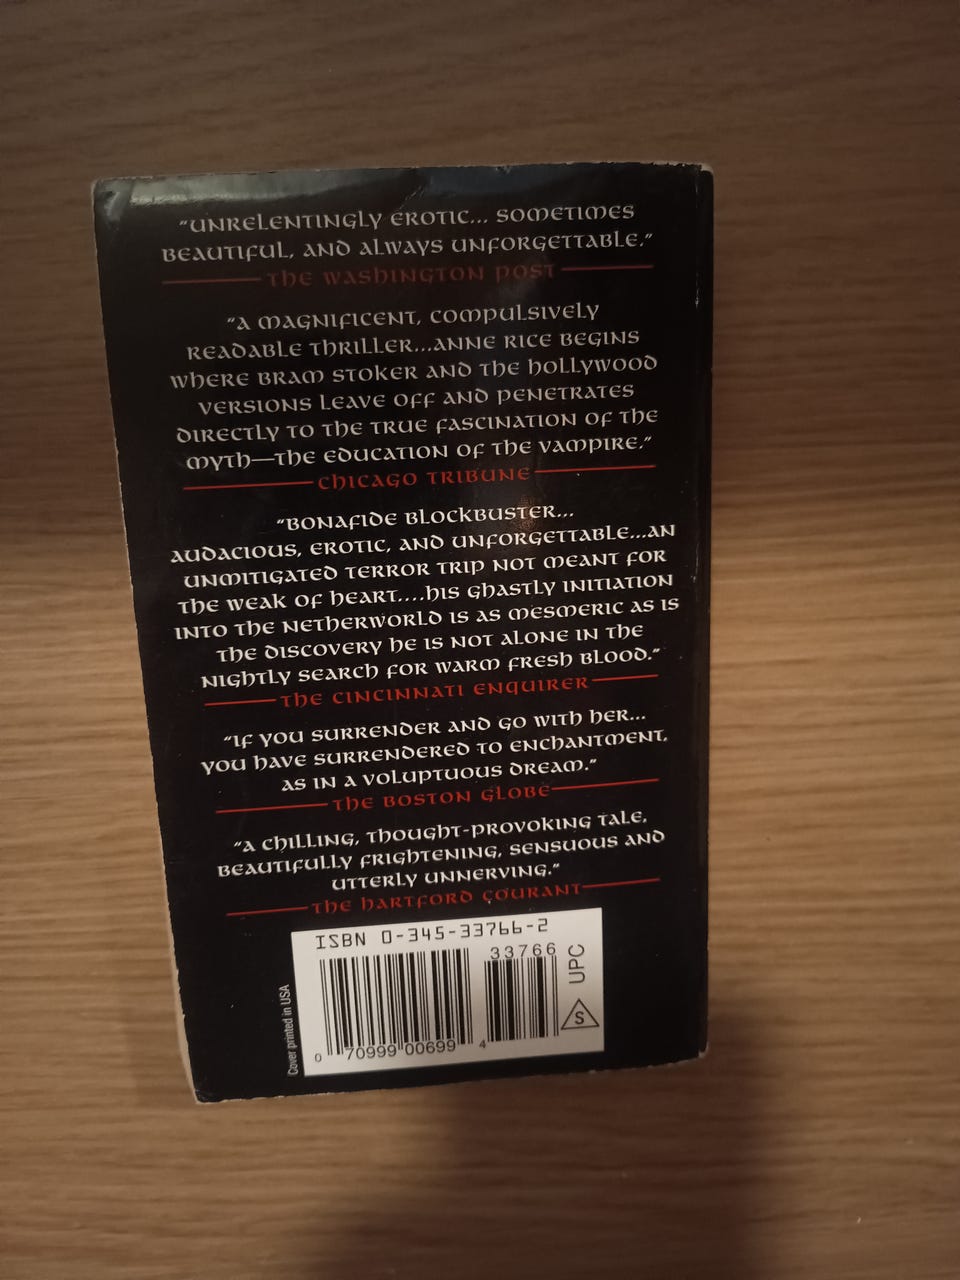 "UNRELENTINGLY EROTIC... SOMETIMES
BEAUTIFUL, AND ALWAYS UNFORGETTABLE."
THE WASHINGTON POST
"A MAGNIFICENT, COMPULSIVELY
READABLE THRILLER...ANNE RICE BEGINS
WHERE BRAM STOKER AND THE HOLLYWOOD
VERSIONS LEAVE OFF AND PENETRATES
DIRECTLY TO THE TRUE FASCINATION OF THE
MYTH—THE EDUCATION OF THE VAMPIRE."
CHICAGO TRIBUNE
"BONAFIDE BLOCKBUSTER...
AUDACIOUS, EROTIC, AND UNFORGETTABLE...AN
UNMITIGATED TERROR TRIP NOT MEANT FOR
THE WEAK OF HEART....HIS GHASTLY INITIATION
INTO THE NETHERWORLD IS AS MESMERIC AS IS
THE DISCOVERY HE IS NOT ALONE IN THE
NIGHTLY SEARCH FOR WARM FRESH BLOOD."
THE CINCINNATI ENQUIRER
"IF YOU SURRENDER AND GO WITH HER...
YOU HAVE SURRENDERED TO ENCHANTMENT,
AS IN A VOLUPTUOUS DREAM."
THE BOSTON GLOBE
"A CHILLING, THOUGHT-PROVOKING TALE,
BEAUTIFULLY FRIGHTENING, SENSUOUS AND
UTTERLY UNNERVING."
THE HARTFORD COURANT
ISBN 0-345-33766-2
33766
UPC
S
0 70999 00699 4
Cover printed in USA